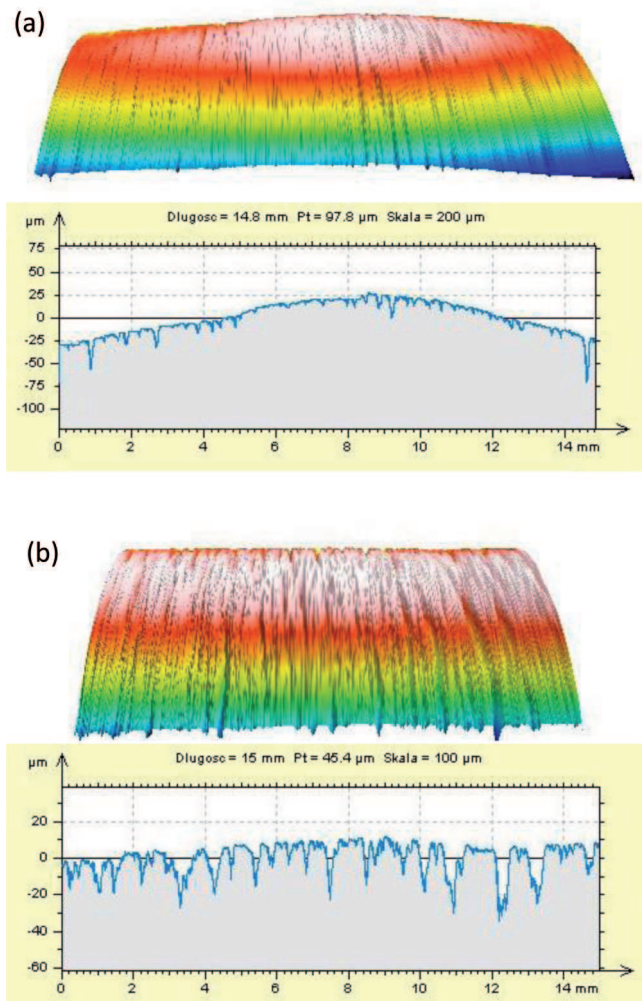 (a)
µm Dlugosc = 14.8 mm Pt = 97.8 µm Skala = 200 µm
75
50
25
0
-25
-50
-75
-100
0 2 4 6 8 10 12 14 mm
(b)
µm Dlugosc = 15 mm Pt = 45.4 µm Skala = 100 µm
20
0
-20
-40
-60
0 2 4 6 8 10 12 14 mm